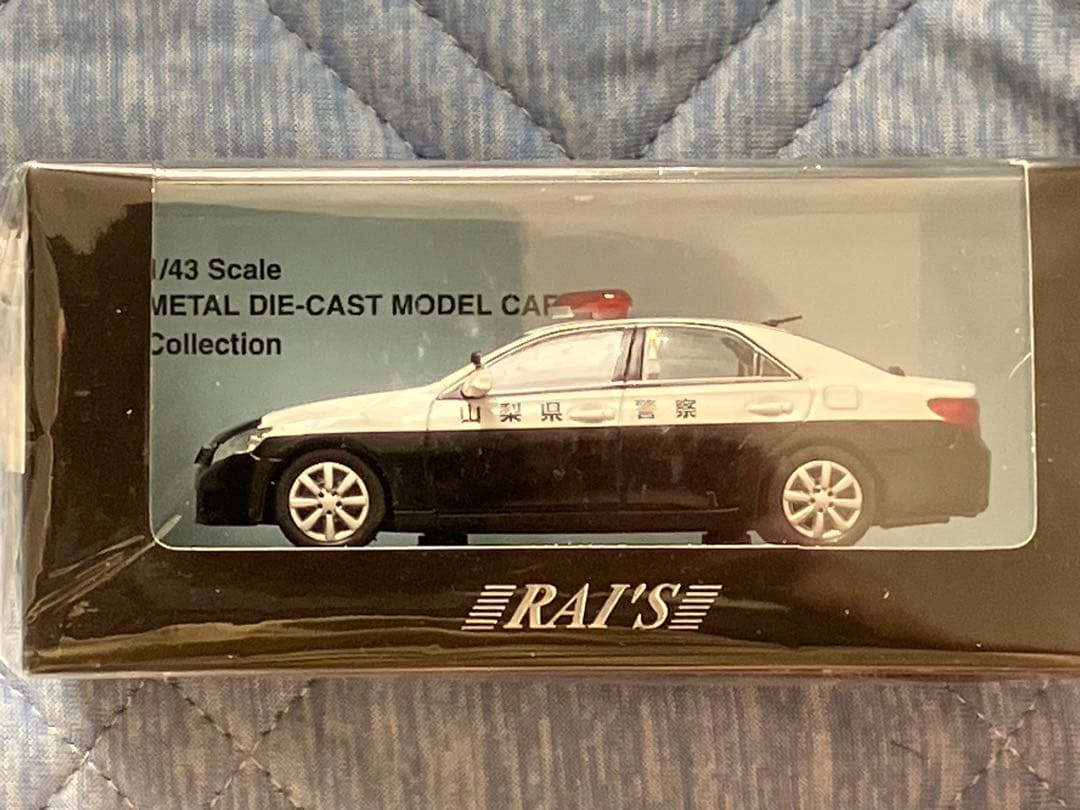 1/43 Scale
METAL DIE-CAST MODEL CAR
Collection
山梨県警察
RAI'S